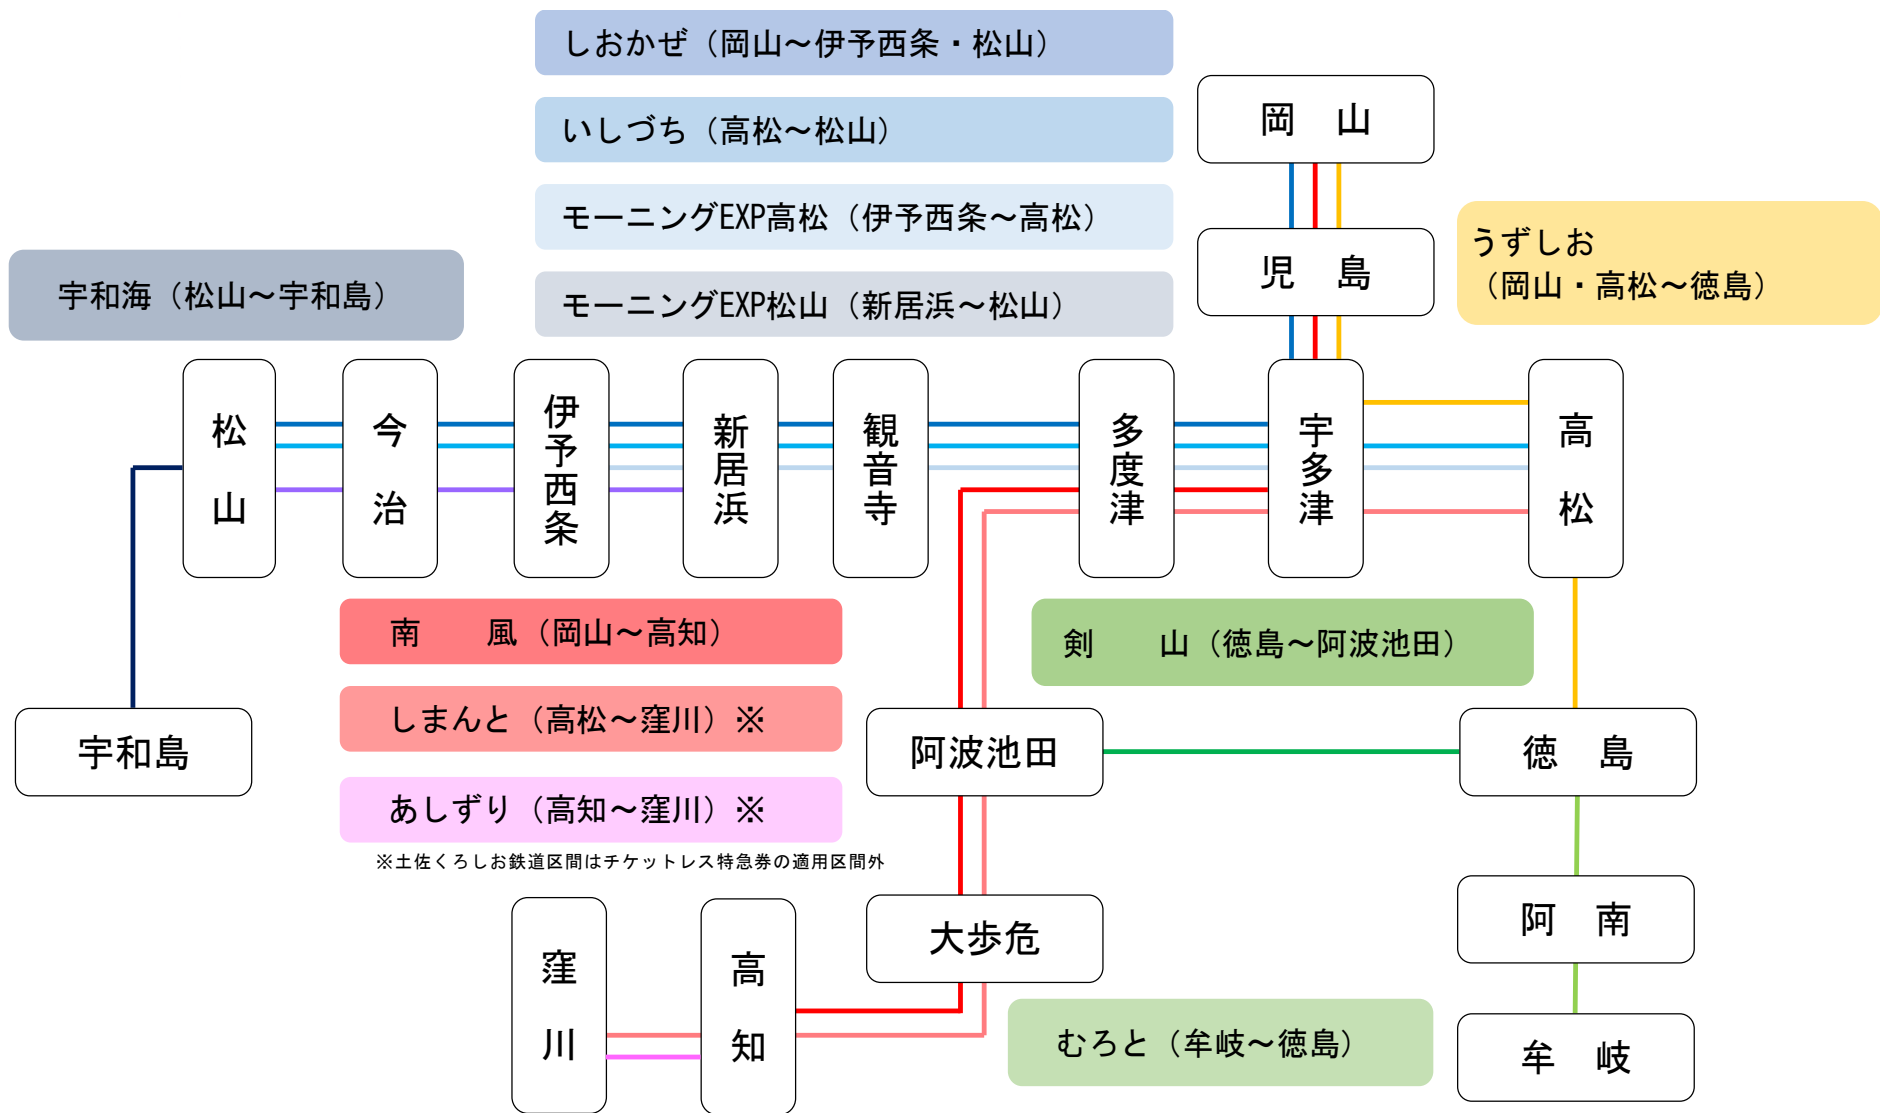 しおかぜ（岡山～伊予西条・松山）
いしづち（高松～松山）
モーニングEXP高松（伊予西条～高松）
モーニングEXP松山（新居浜～松山）
宇和海（松山～宇和島）
岡　山
児　島
うずしお
（岡山・高松～徳島）
松山
今治
伊予西条
新居浜
観音寺
多度津
宇多津
高松
南　　風（岡山～高知）
しまんと（高松～窪川）※
あしずり（高知～窪川）※
※土佐くろしお鉄道区間はチケットレス特急券の適用区間外
剣　　山（徳島～阿波池田）
宇和島
阿波池田
徳　島
大歩危
阿　南
窪川
高知
むろと（牟岐～徳島）
牟　岐